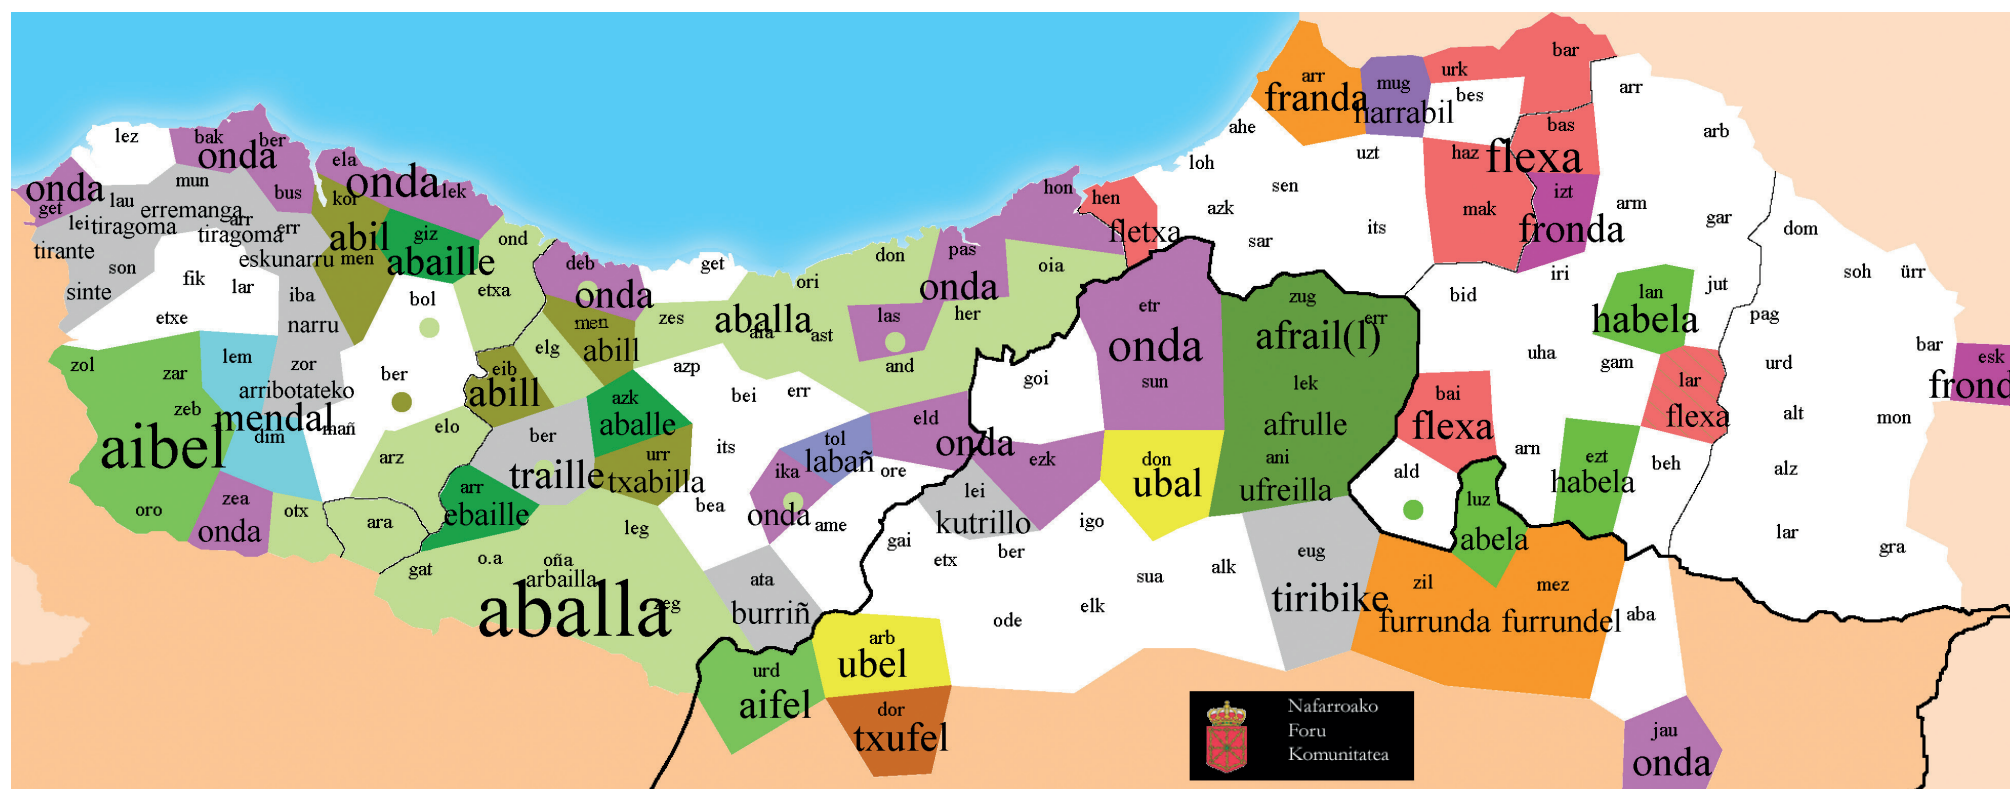 bar
arr
mug
urk
bes
arr
franda
harrabil
lez
bak
ber
onda
ahe
bas
arb
flexa
uzt
haz
ela
onda
lek
loh
mun
onda
get
lau
bus
kor
hon
hen
sen
izt
erremanga
arr
lei
tiragoma
tiragoma
err
abil
giz
ond
fletxa
azk
mak
arm
gar
fronda
tirante
eskunarru
men
abaille
don
pas
sar
its
dom
son
deb
get
oia
iri
soh
ürr
sinte
fik
lar
iba
bol
etxa
onda
ori
onda
etr
zug
bid
lan
jut
etxe
narru
men
zes
aballa
ara
ast
las
her
onda
afrail(l)
err
habela
pag
zol
zar
lem
zor
ber
eib
elg
abill
azp
and
goi
sun
lek
uha
gam
urd
bar
esk
fronda
zeb
arribotateko
abill
azk
bei
err
bai
lar
flexa
aibel
mendal
dim
mañ
elo
ber
aballe
eld
onda
afrulle
flexa
alt
mon
arz
traille
urr
txabilla
its
tol
labañ
ore
ezk
don
ubal
ani
ufreilla
ald
arn
ezt
habela
beh
alz
oro
zea
onda
otx
ara
arr
ebaille
leg
bea
ika
onda
ame
lei
kutrillo
igo
luz
abela
lar
gra
gat
o.a
oña
arbailla
gai
etx
ber
eug
aballa
zeg
ata
burriñ
sua
alk
tiribike
zil
furrunda
mez
furrundel
aba
ode
elk
urd
aifel
arb
ubel
dor
txufel
Nafarroako
Foru
Komunitatea
jau
onda